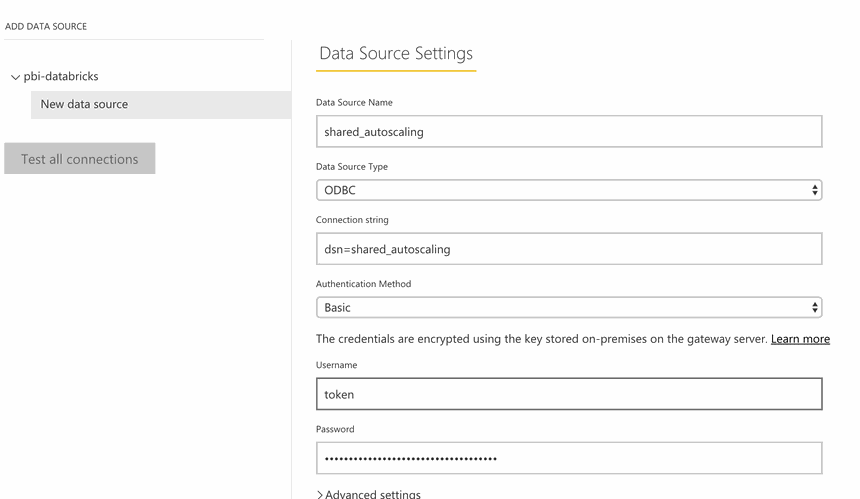 ADD DATA SOURCE
pbi-databricks
New data source
Test all connections
Data Source Settings
Data Source Name
shared_autoscaling
Data Source Type
ODBC
Connection string
dsn=shared_autoscaling
Authentication Method
Basic
The credentials are encrypted using the key stored on-premises on the gateway server. Learn more
Username
token
Password
••••••••••••••••••••••••••••••••••••
Advanced settings